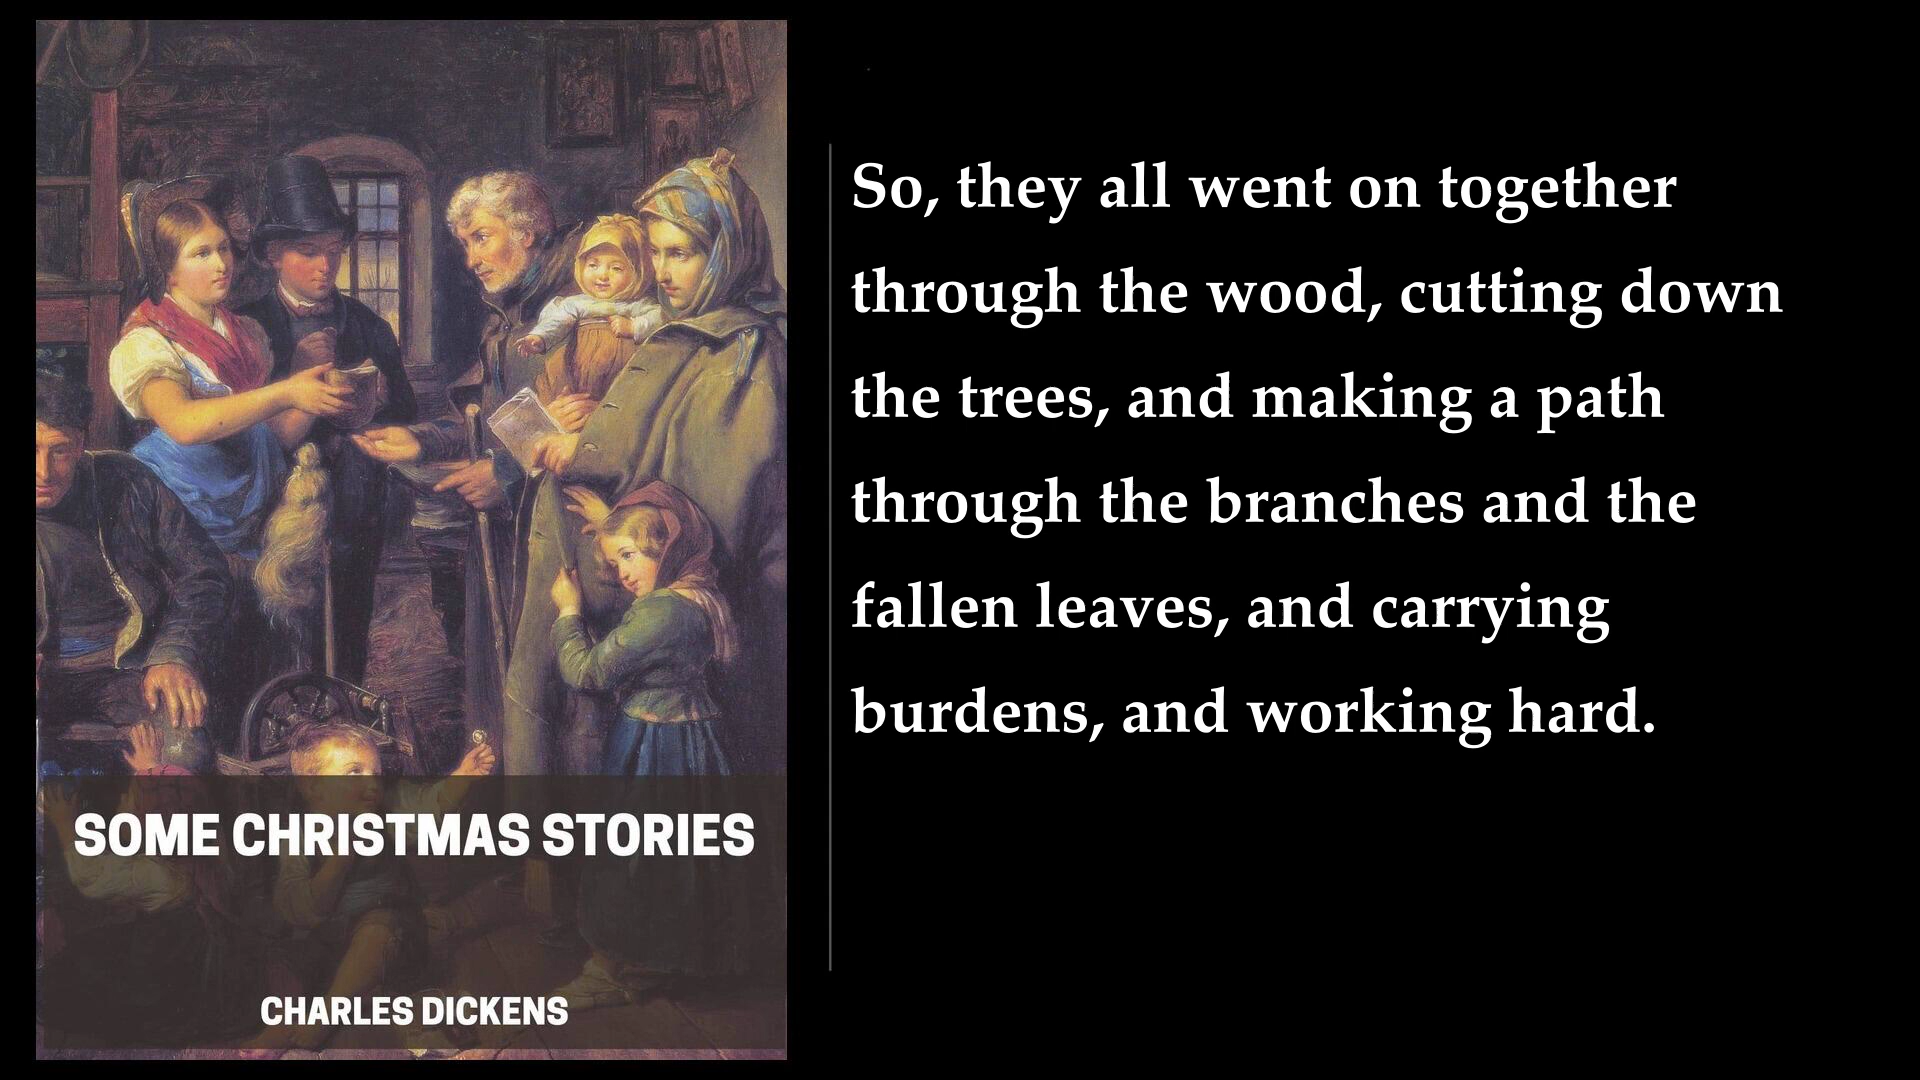 SOME CHRISTMAS STORIES
CHARLES DICKENS
So, they all went on together
through the wood, cutting down
the trees, and making a path
through the branches and the
fallen leaves, and carrying
burdens, and working hard.